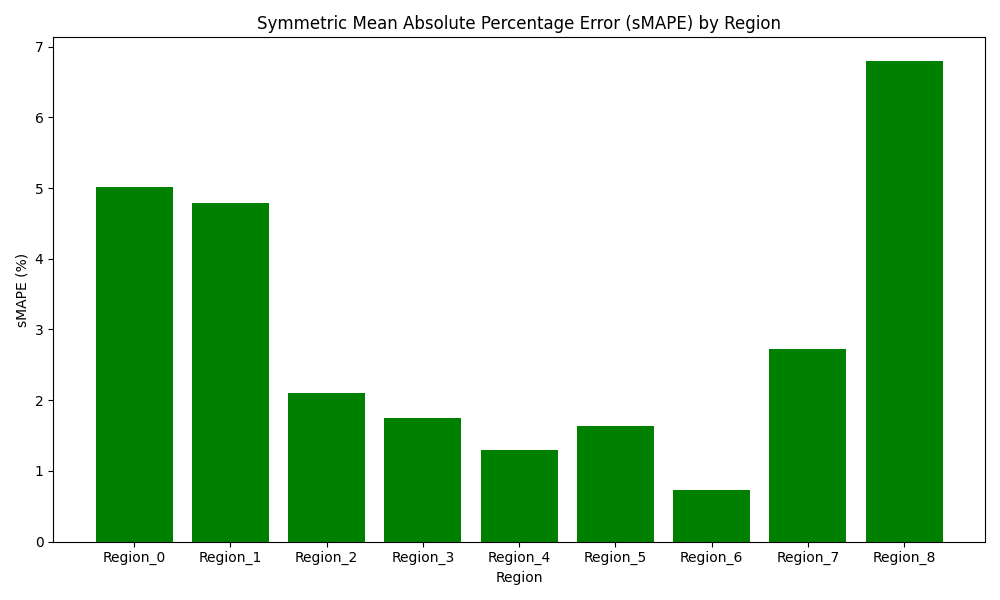 Symmetric Mean Absolute Percentage Error (sMAPE) by Region
7
6
5
4
3
2
1
0
sMAPE (%)
Region_0 Region_1 Region_2 Region_3 Region_4 Region_5 Region_6 Region_7 Region_8
Region